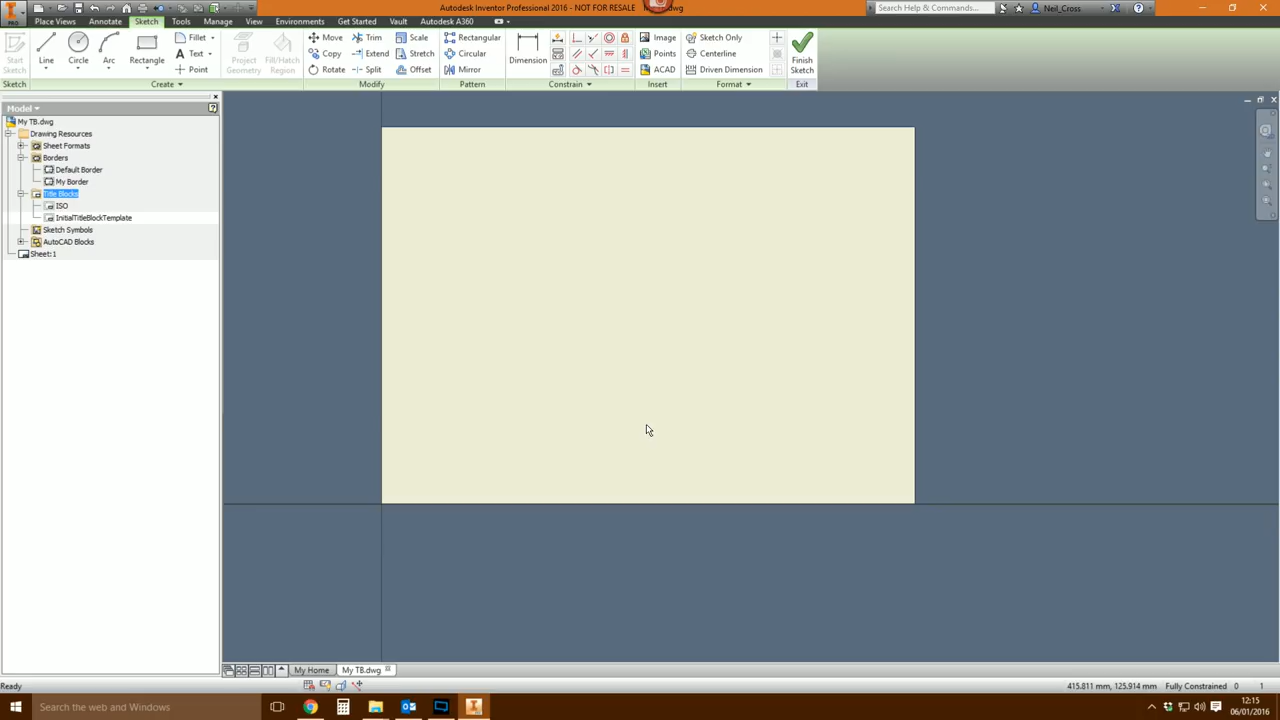 Autodesk Inventor Professional 2016 - NOT FOR RESALE
.dwg
Search Help & Commands...
Neil_Cross
PRO
Place Views Annotate Sketch Tools Manage View Environments Get Started Vault Autodesk A360
Start Sketch
Line
Circle
Arc
Rectangle
Fillet
Text
Point
Project Geometry
Fill/Hatch Region
Move Trim Scale
Copy Extend Stretch
Rotate Split Offset
Rectangular
Circular
Mirror
Dimension
Image
Points
ACAD
Sketch Only
Centerline
Driven Dimension
Finish Sketch
Sketch Create Modify Pattern Constrain Insert Format Exit
Model
My TB.dwg
Drawing Resources
Sheet Formats
Borders
Default Border
My Border
Title Blocks
ISO
InitialTitleBlockTemplate
Sketch Symbols
AutoCAD Blocks
Sheet:1
My Home My TB.dwg
Ready
415.811 mm, 125.914 mm Fully Constrained 0 1
Search the web and Windows
12:15
06/01/2016